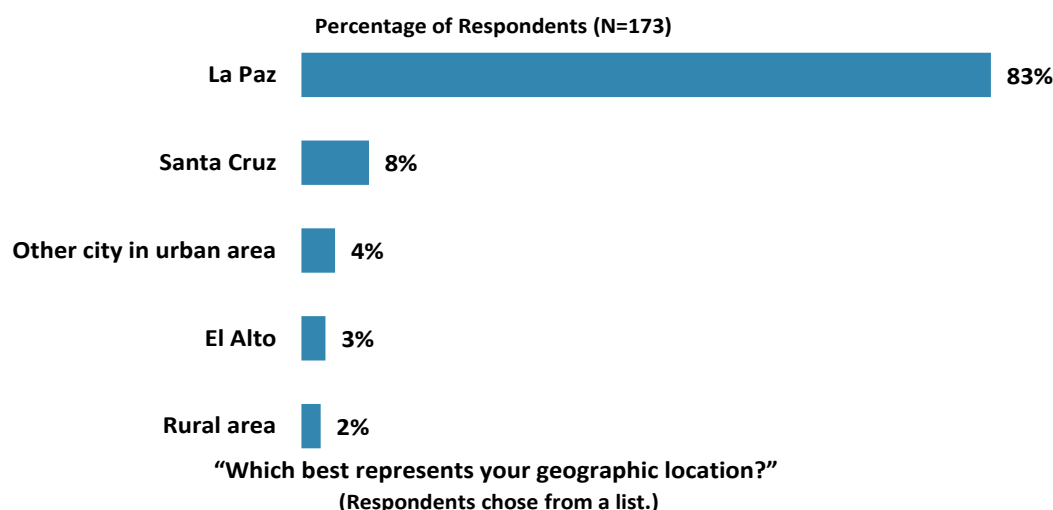 Percentage of Respondents (N=173)
La Paz 83%
Santa Cruz 8%
Other city in urban area 4%
El Alto 3%
Rural area 2%
“Which best represents your geographic location?”
(Respondents chose from a list.)